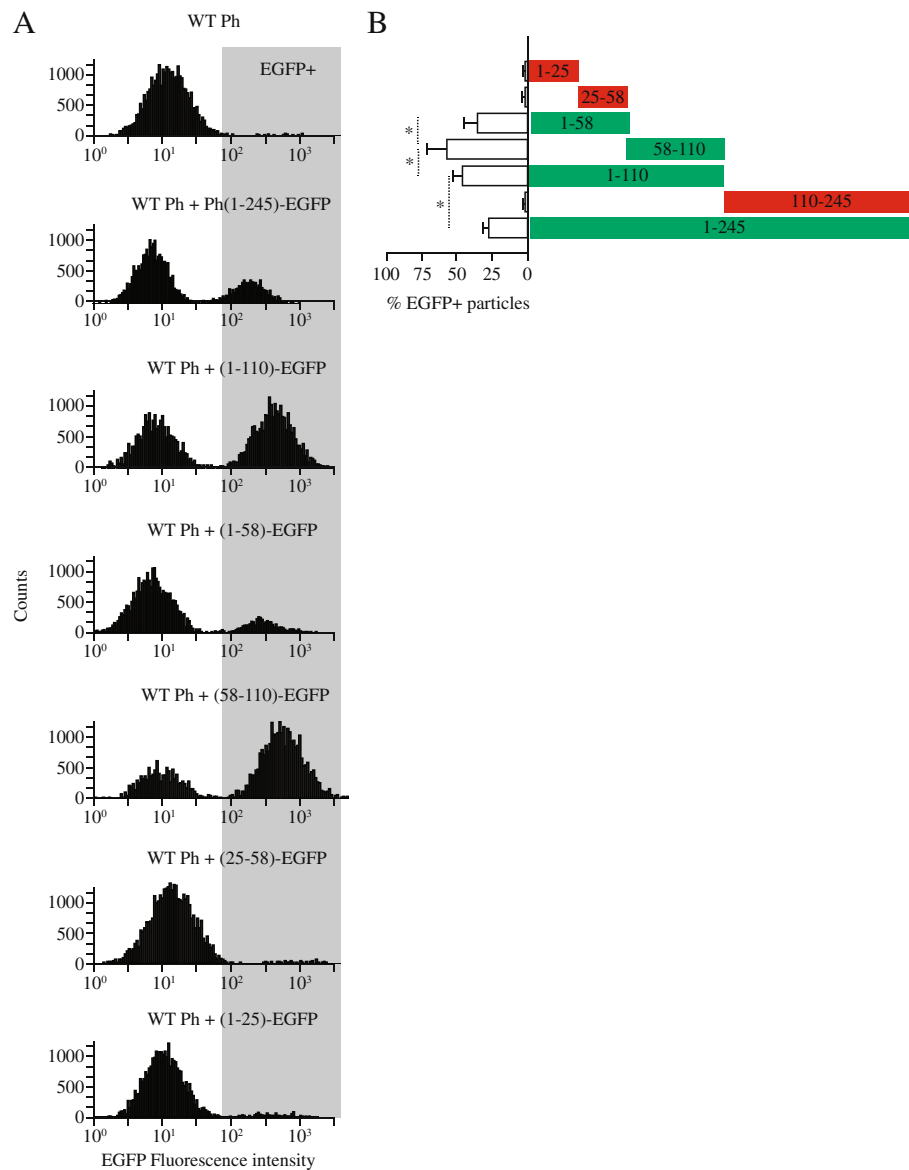 A
WT Ph
EGFP+
1000
500
0
10⁰ 10¹ 10² 10³
WT Ph + Ph(1-245)-EGFP
1000
500
0
10⁰ 10¹ 10² 10³
WT Ph + (1-110)-EGFP
1000
500
0
10⁰ 10¹ 10² 10³
WT Ph + (1-58)-EGFP
1000
500
0
10⁰ 10¹ 10² 10³
WT Ph + (58-110)-EGFP
1000
500
0
10⁰ 10¹ 10² 10³
WT Ph + (25-58)-EGFP
1000
500
0
10⁰ 10¹ 10² 10³
WT Ph + (1-25)-EGFP
1000
500
0
10⁰ 10¹ 10² 10³
Counts
EGFP Fluorescence intensity
B
1-25
25-58
* 1-58
* 58-110
1-110
* 110-245
1-245
100 75 50 25 0
% EGFP+ particles